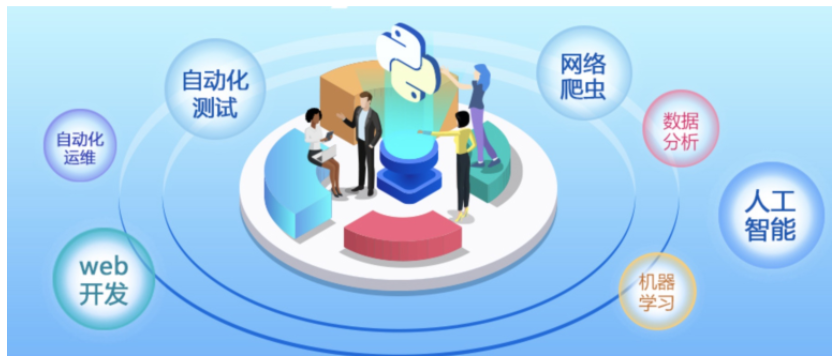 自动化
测试
网络
爬虫
自动化
运维
数据
分析
人工
智能
web
开发
机器
学习